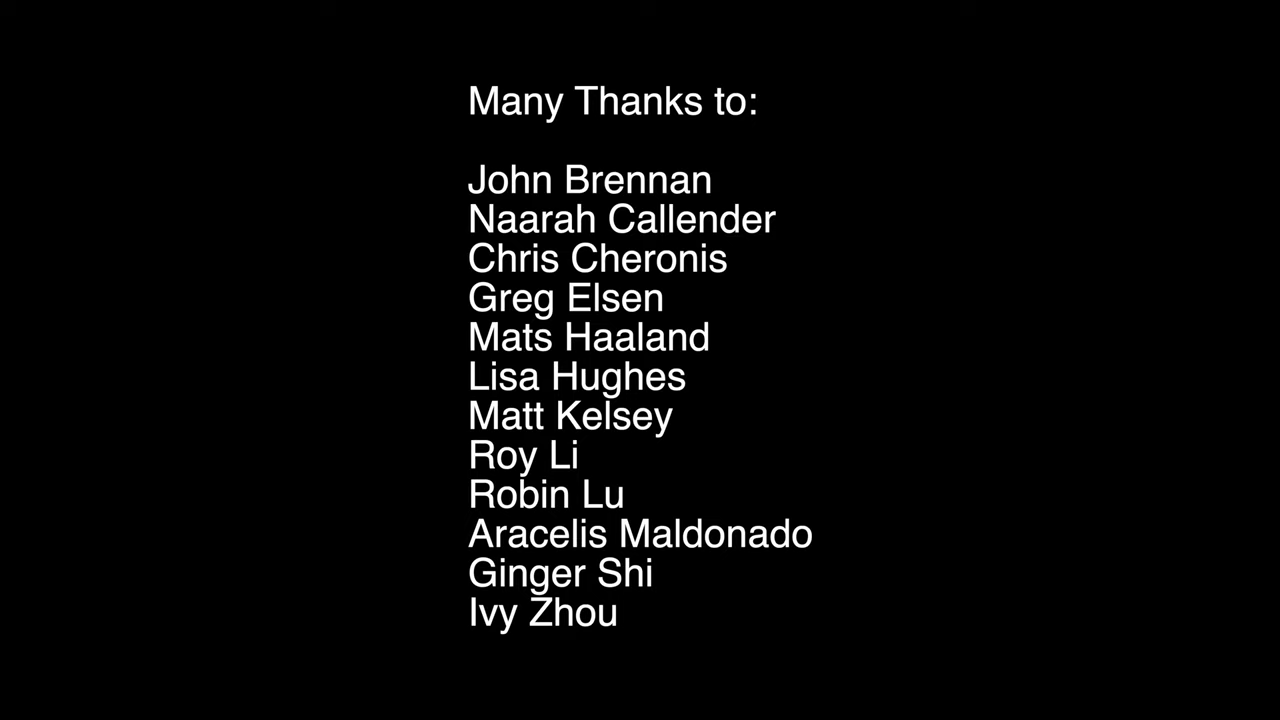 Many Thanks to:
John Brennan
Naarah Callender
Chris Cheronis
Greg Elsen
Mats Haaland
Lisa Hughes
Matt Kelsey
Roy Li
Robin Lu
Aracelis Maldonado
Ginger Shi
Ivy Zhou